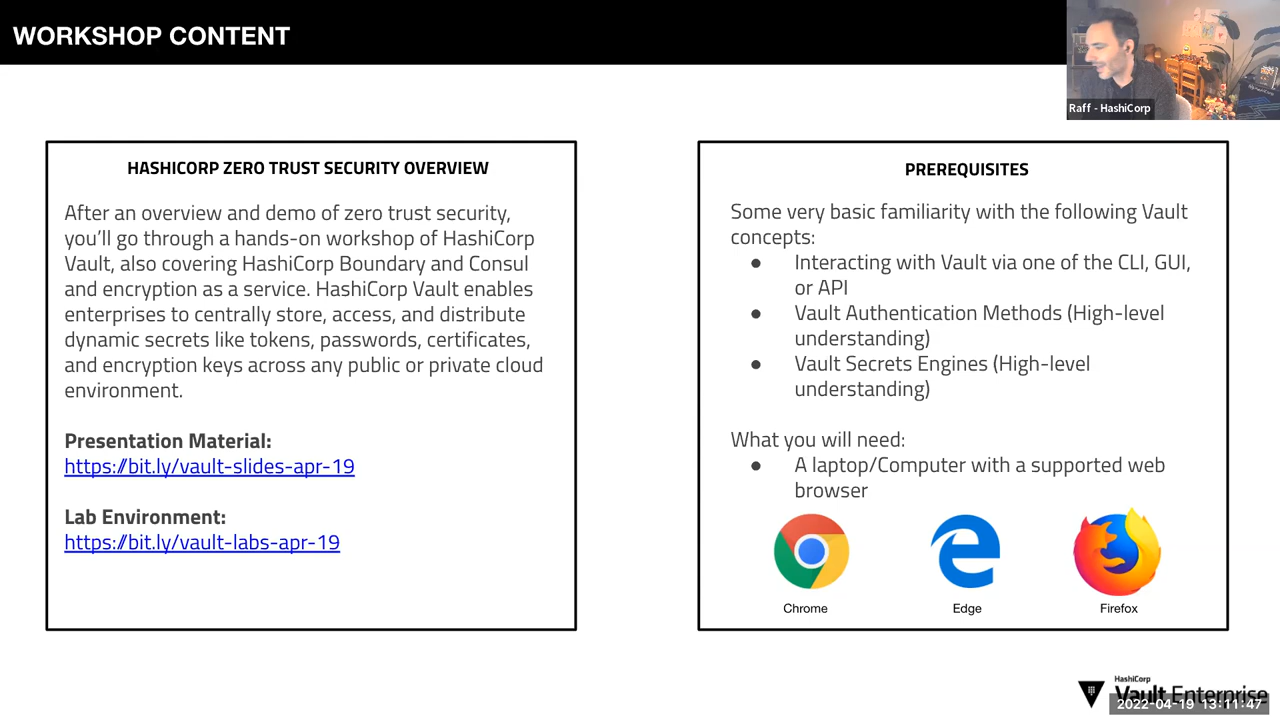 WORKSHOP CONTENT
Raff - HashiCorp
HASHICORP ZERO TRUST SECURITY OVERVIEW
After an overview and demo of zero trust security,
you'll go through a hands-on workshop of HashiCorp
Vault, also covering HashiCorp Boundary and Consul
and encryption as a service. HashiCorp Vault enables
enterprises to centrally store, access, and distribute
dynamic secrets like tokens, passwords, certificates,
and encryption keys across any public or private cloud
environment.
Presentation Material:
https://bit.ly/vault-slides-apr-19
Lab Environment:
https://bit.ly/vault-labs-apr-19
PREREQUISITES
Some very basic familiarity with the following Vault
concepts:
● Interacting with Vault via one of the CLI, GUI,
or API
● Vault Authentication Methods (High-level
understanding)
● Vault Secrets Engines (High-level
understanding)
What you will need:
● A laptop/Computer with a supported web
browser
Chrome
Edge
Firefox
HashiCorp
Vault Enterprise
2022-04-19 13:11:47